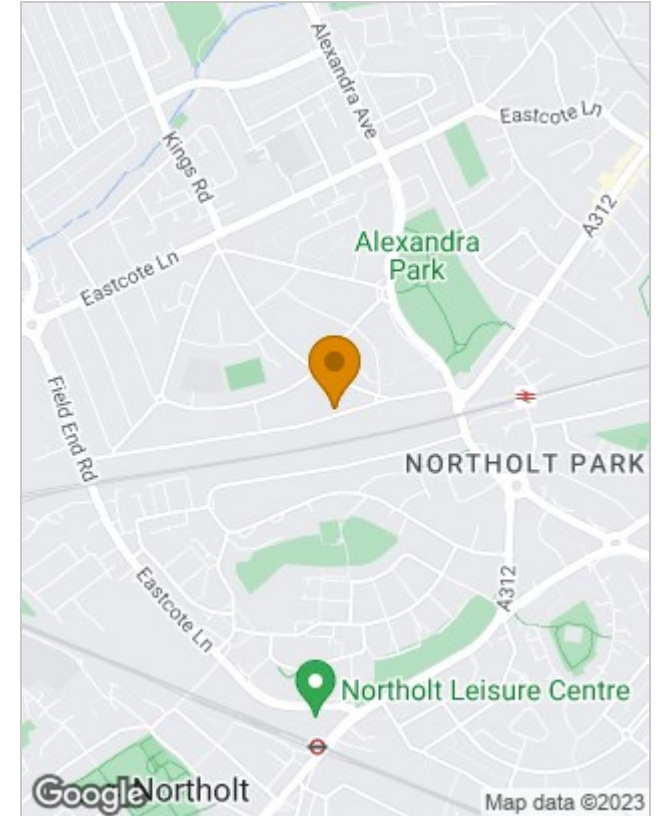 Alexandra Ave
Eastcote Ln
Kings Rd
A312
Alexandra
Park
Eastcote Ln
Field End Rd
NORTHOLT PARK
A312
Eastcote Ln
Northolt Leisure Centre
Google
Northolt
Map data ©2023